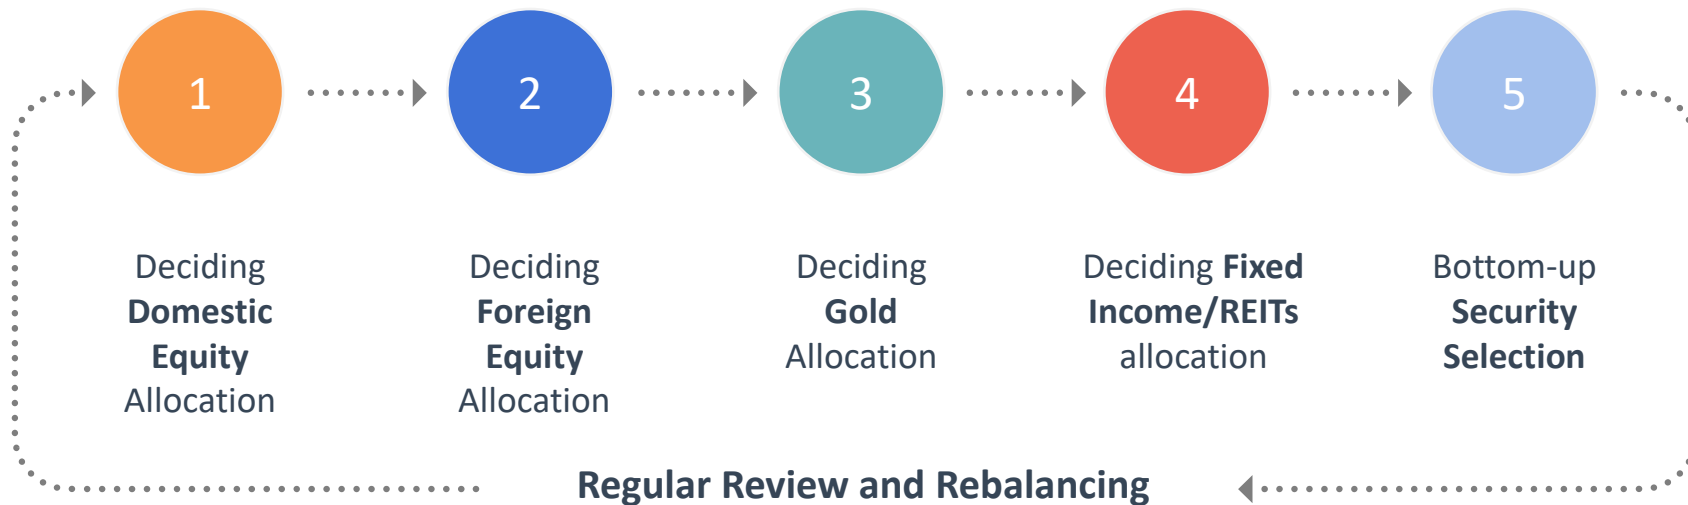 1
Deciding
Domestic
Equity
Allocation
2
Deciding
Foreign
Equity
Allocation
3
Deciding
Gold
Allocation
4
Deciding Fixed
Income/REITs
allocation
5
Bottom-up
Security
Selection
Regular Review and Rebalancing